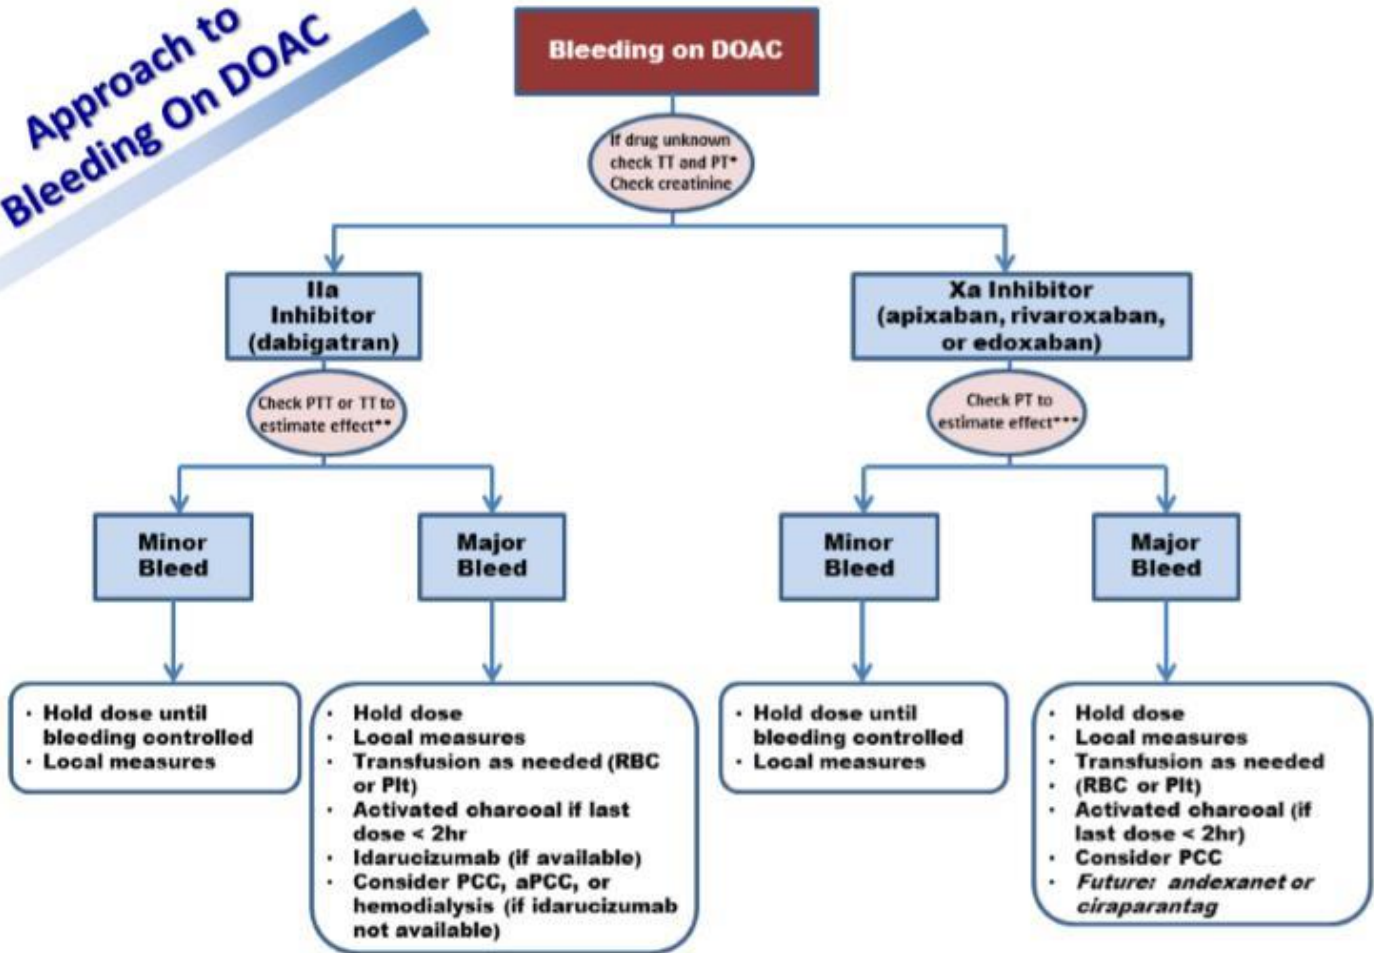 Approach to
Bleeding On DOAC
Bleeding on DOAC
If drug unknown
check TT and PT*
Check creatinine
IIa
Inhibitor
(dabigatran)
Xa Inhibitor
(apixaban, rivaroxaban,
or edoxaban)
Check PTT or TT to
estimate effect**
Check PT to
estimate effect***
Minor
Bleed
Major
Bleed
Minor
Bleed
Major
Bleed
· Hold dose until
bleeding controlled
· Local measures
· Hold dose
· Local measures
· Transfusion as needed (RBC
or Plt)
· Activated charcoal if last
dose < 2hr
· Idarucizumab (if available)
· Consider PCC, aPCC, or
hemodialysis (if idarucizumab
not available)
· Hold dose until
bleeding controlled
· Local measures
· Hold dose
· Local measures
· Transfusion as needed
· (RBC or Plt)
· Activated charcoal (if
last dose < 2hr)
· Consider PCC
· Future: andexanet or
ciraparantag